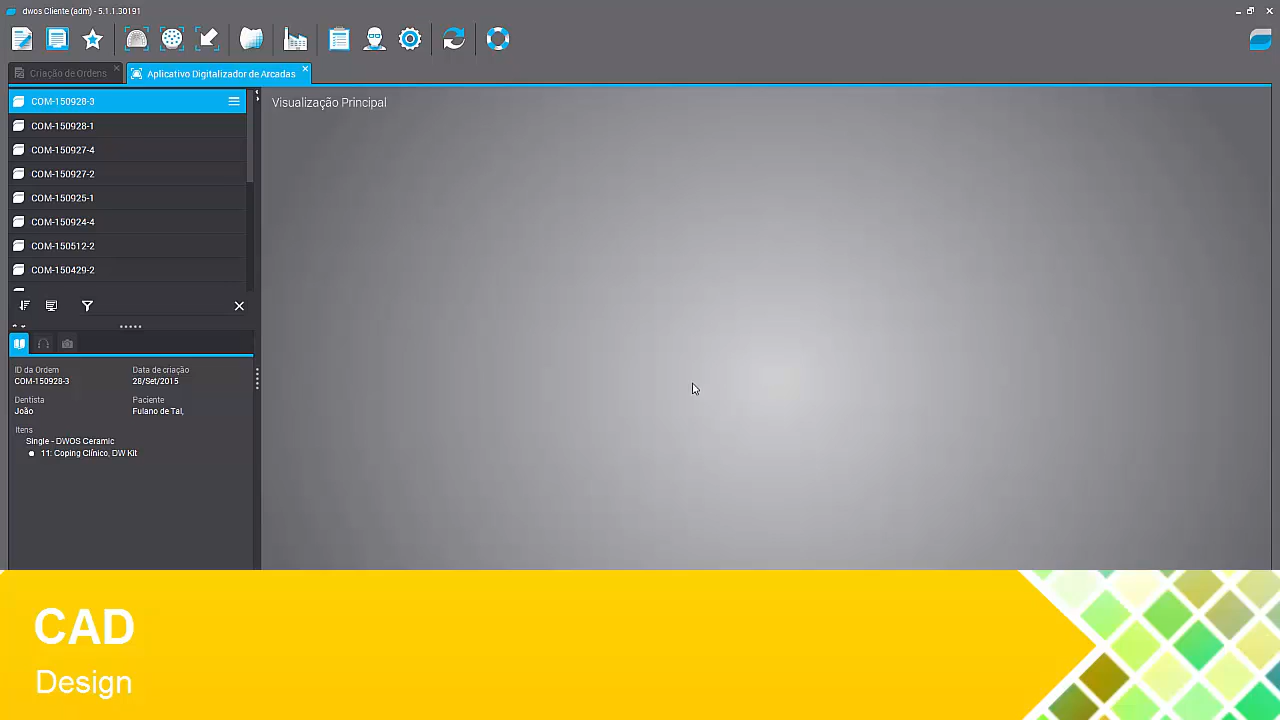 dwos Cliente (adm) - 5.1.1.30191
Criação de Ordens
Aplicativo Digitalizador de Arcadas
COM-150928-3
COM-150928-1
COM-150927-4
COM-150927-2
COM-150925-1
COM-150924-4
COM-150512-2
COM-150429-2
Visualização Principal
ID da Ordem
Data de criação
COM-150928-3
28/Set/2015
Dentista
Paciente
João
Fulano de Tal,
Itens
Single - DWOS Ceramic
11: Coping Clínico, DW Kit
CAD
Design